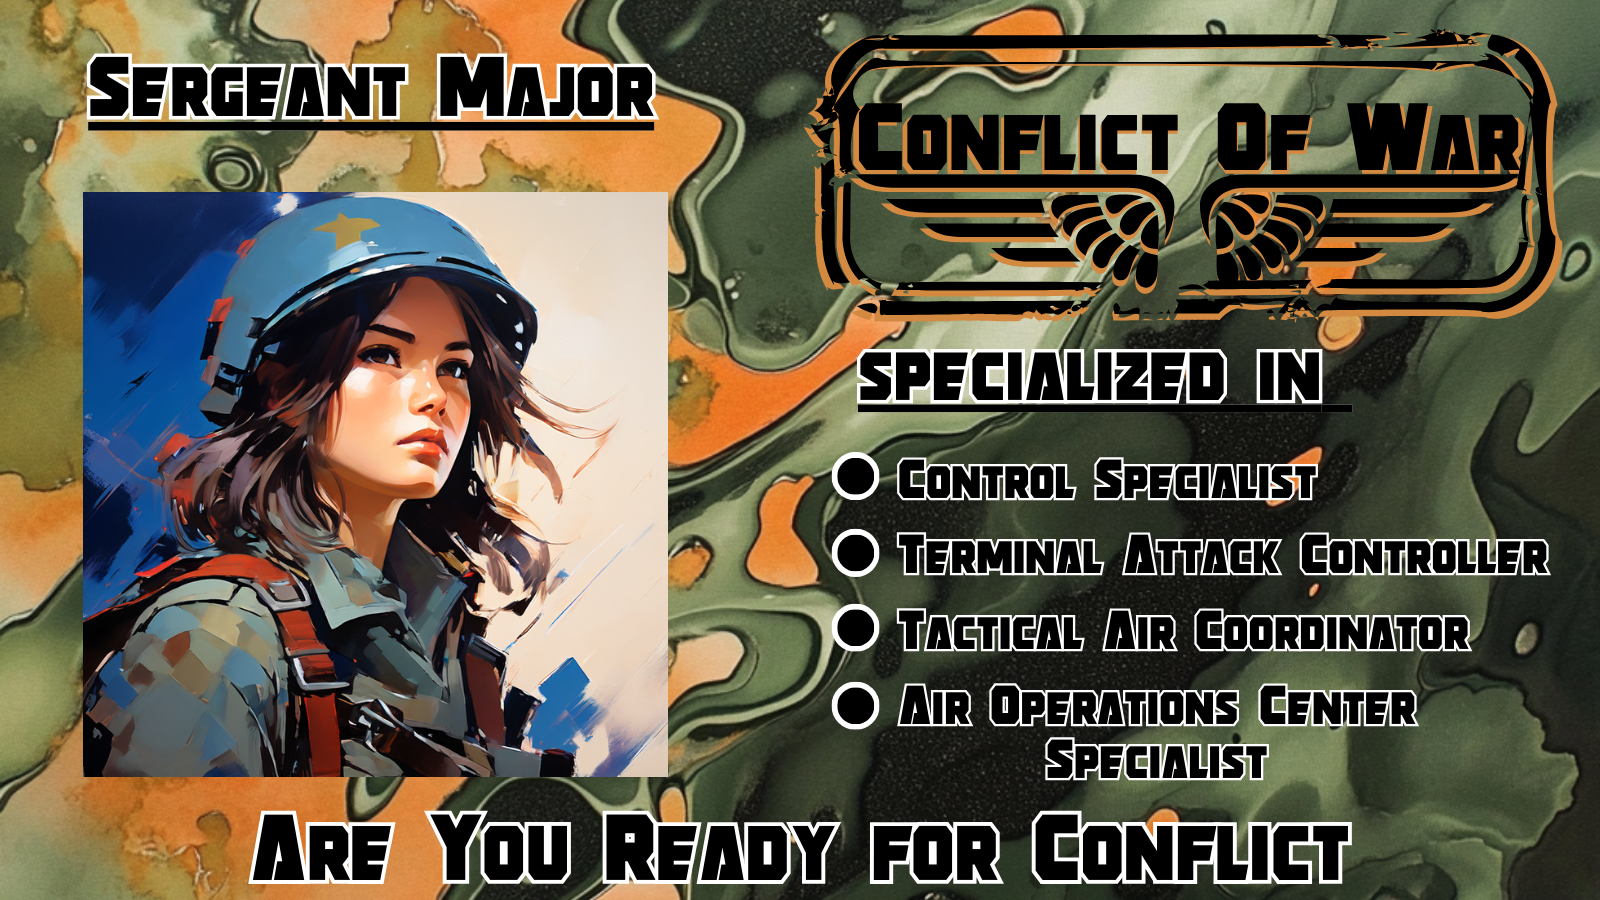 Sergeant Major
Conflict Of War
SPECIALIZED IN
Control Specialist
Terminal Attack Controller
Tactical Air Coordinator
Air Operations Center
Specialist
Are You Ready for Conflict